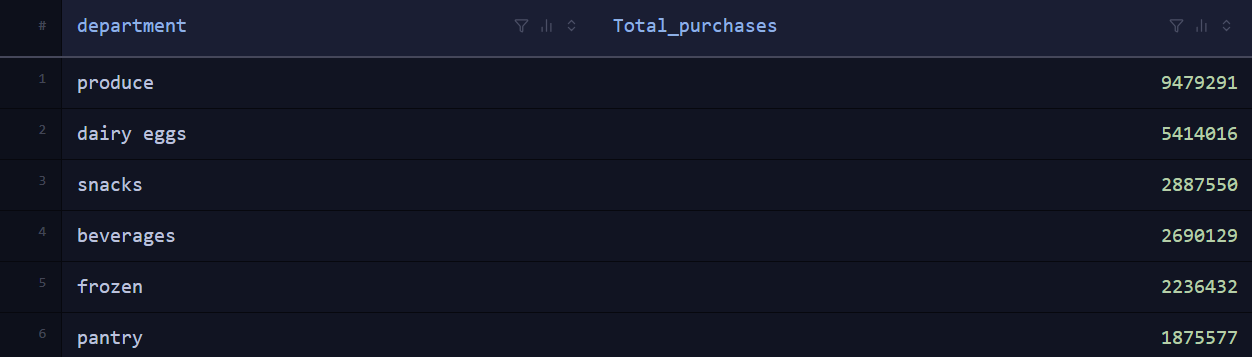 # department Total_purchases
1 produce 9479291
2 dairy eggs 5414016
3 snacks 2887550
4 beverages 2690129
5 frozen 2236432
6 pantry 1875577